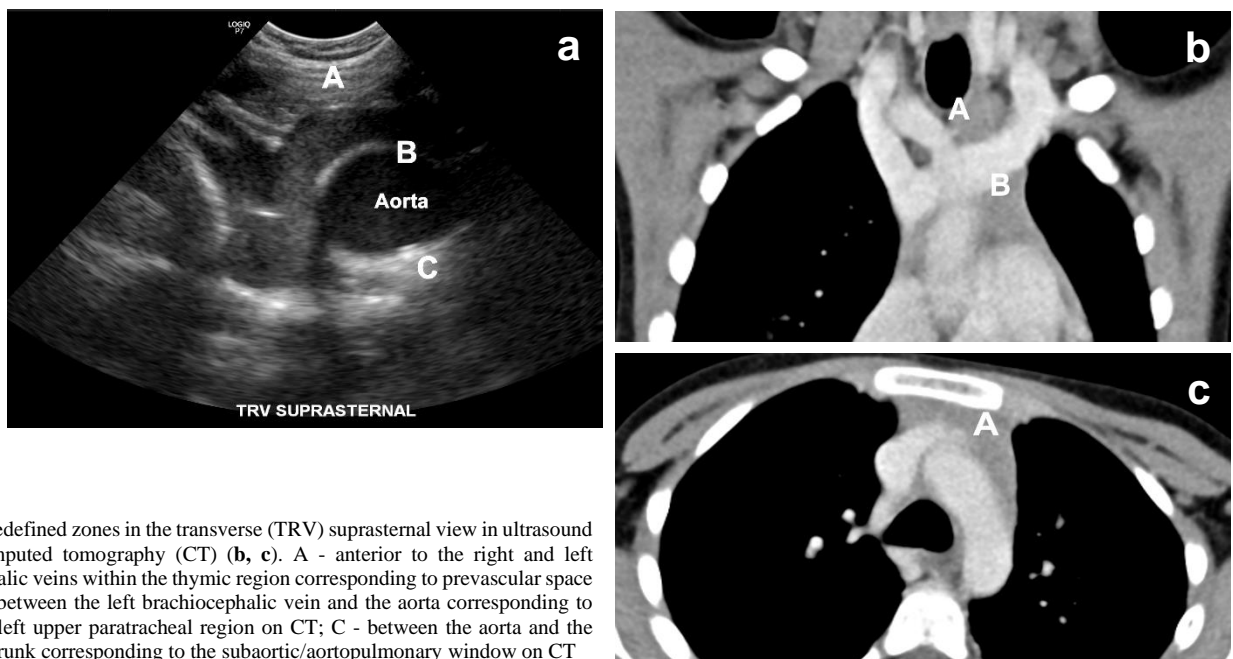 LOGIQ
P7
a
A
B
Aorta
C
TRV SUPRASTERNAL
b
A
B
c
A
edefined zones in the transverse (TRV) suprasternal view in ultrasound
nputed tomography (CT) (b, c). A - anterior to the right and left
alic veins within the thymic region corresponding to prevascular space
between the left brachiocephalic vein and the aorta corresponding to
left upper paratracheal region on CT; C - between the aorta and the
runk corresponding to the subaortic/aortopulmonary window on CT